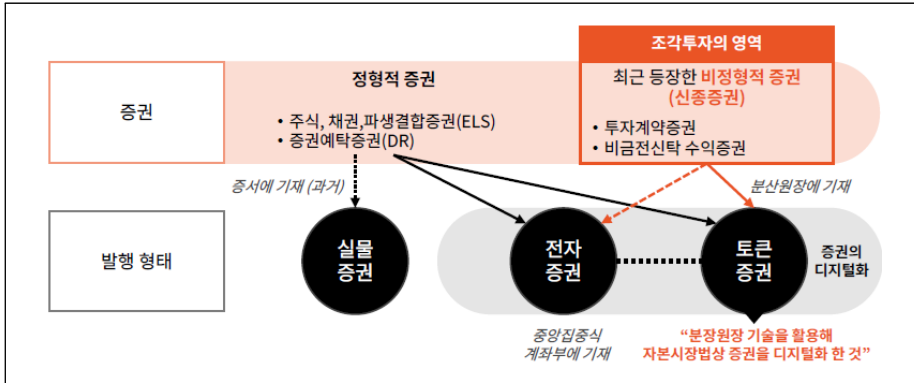 조각투자의 영역
증권
정형적 증권
• 주식, 채권,파생결합증권(ELS)
• 증권예탁증권(DR)
최근 등장한 비정형적 증권
(신종증권)
• 투자계약증권
• 비금전신탁 수익증권
증서에 기재 (과거)
분산원장에 기재
발행 형태
실물
증권
전자
증권
토큰
증권
증권의
디지털화
중앙집중식
계좌부에 기재
“분장원장 기술을 활용해
자본시장법상 증권을 디지털화 한 것”